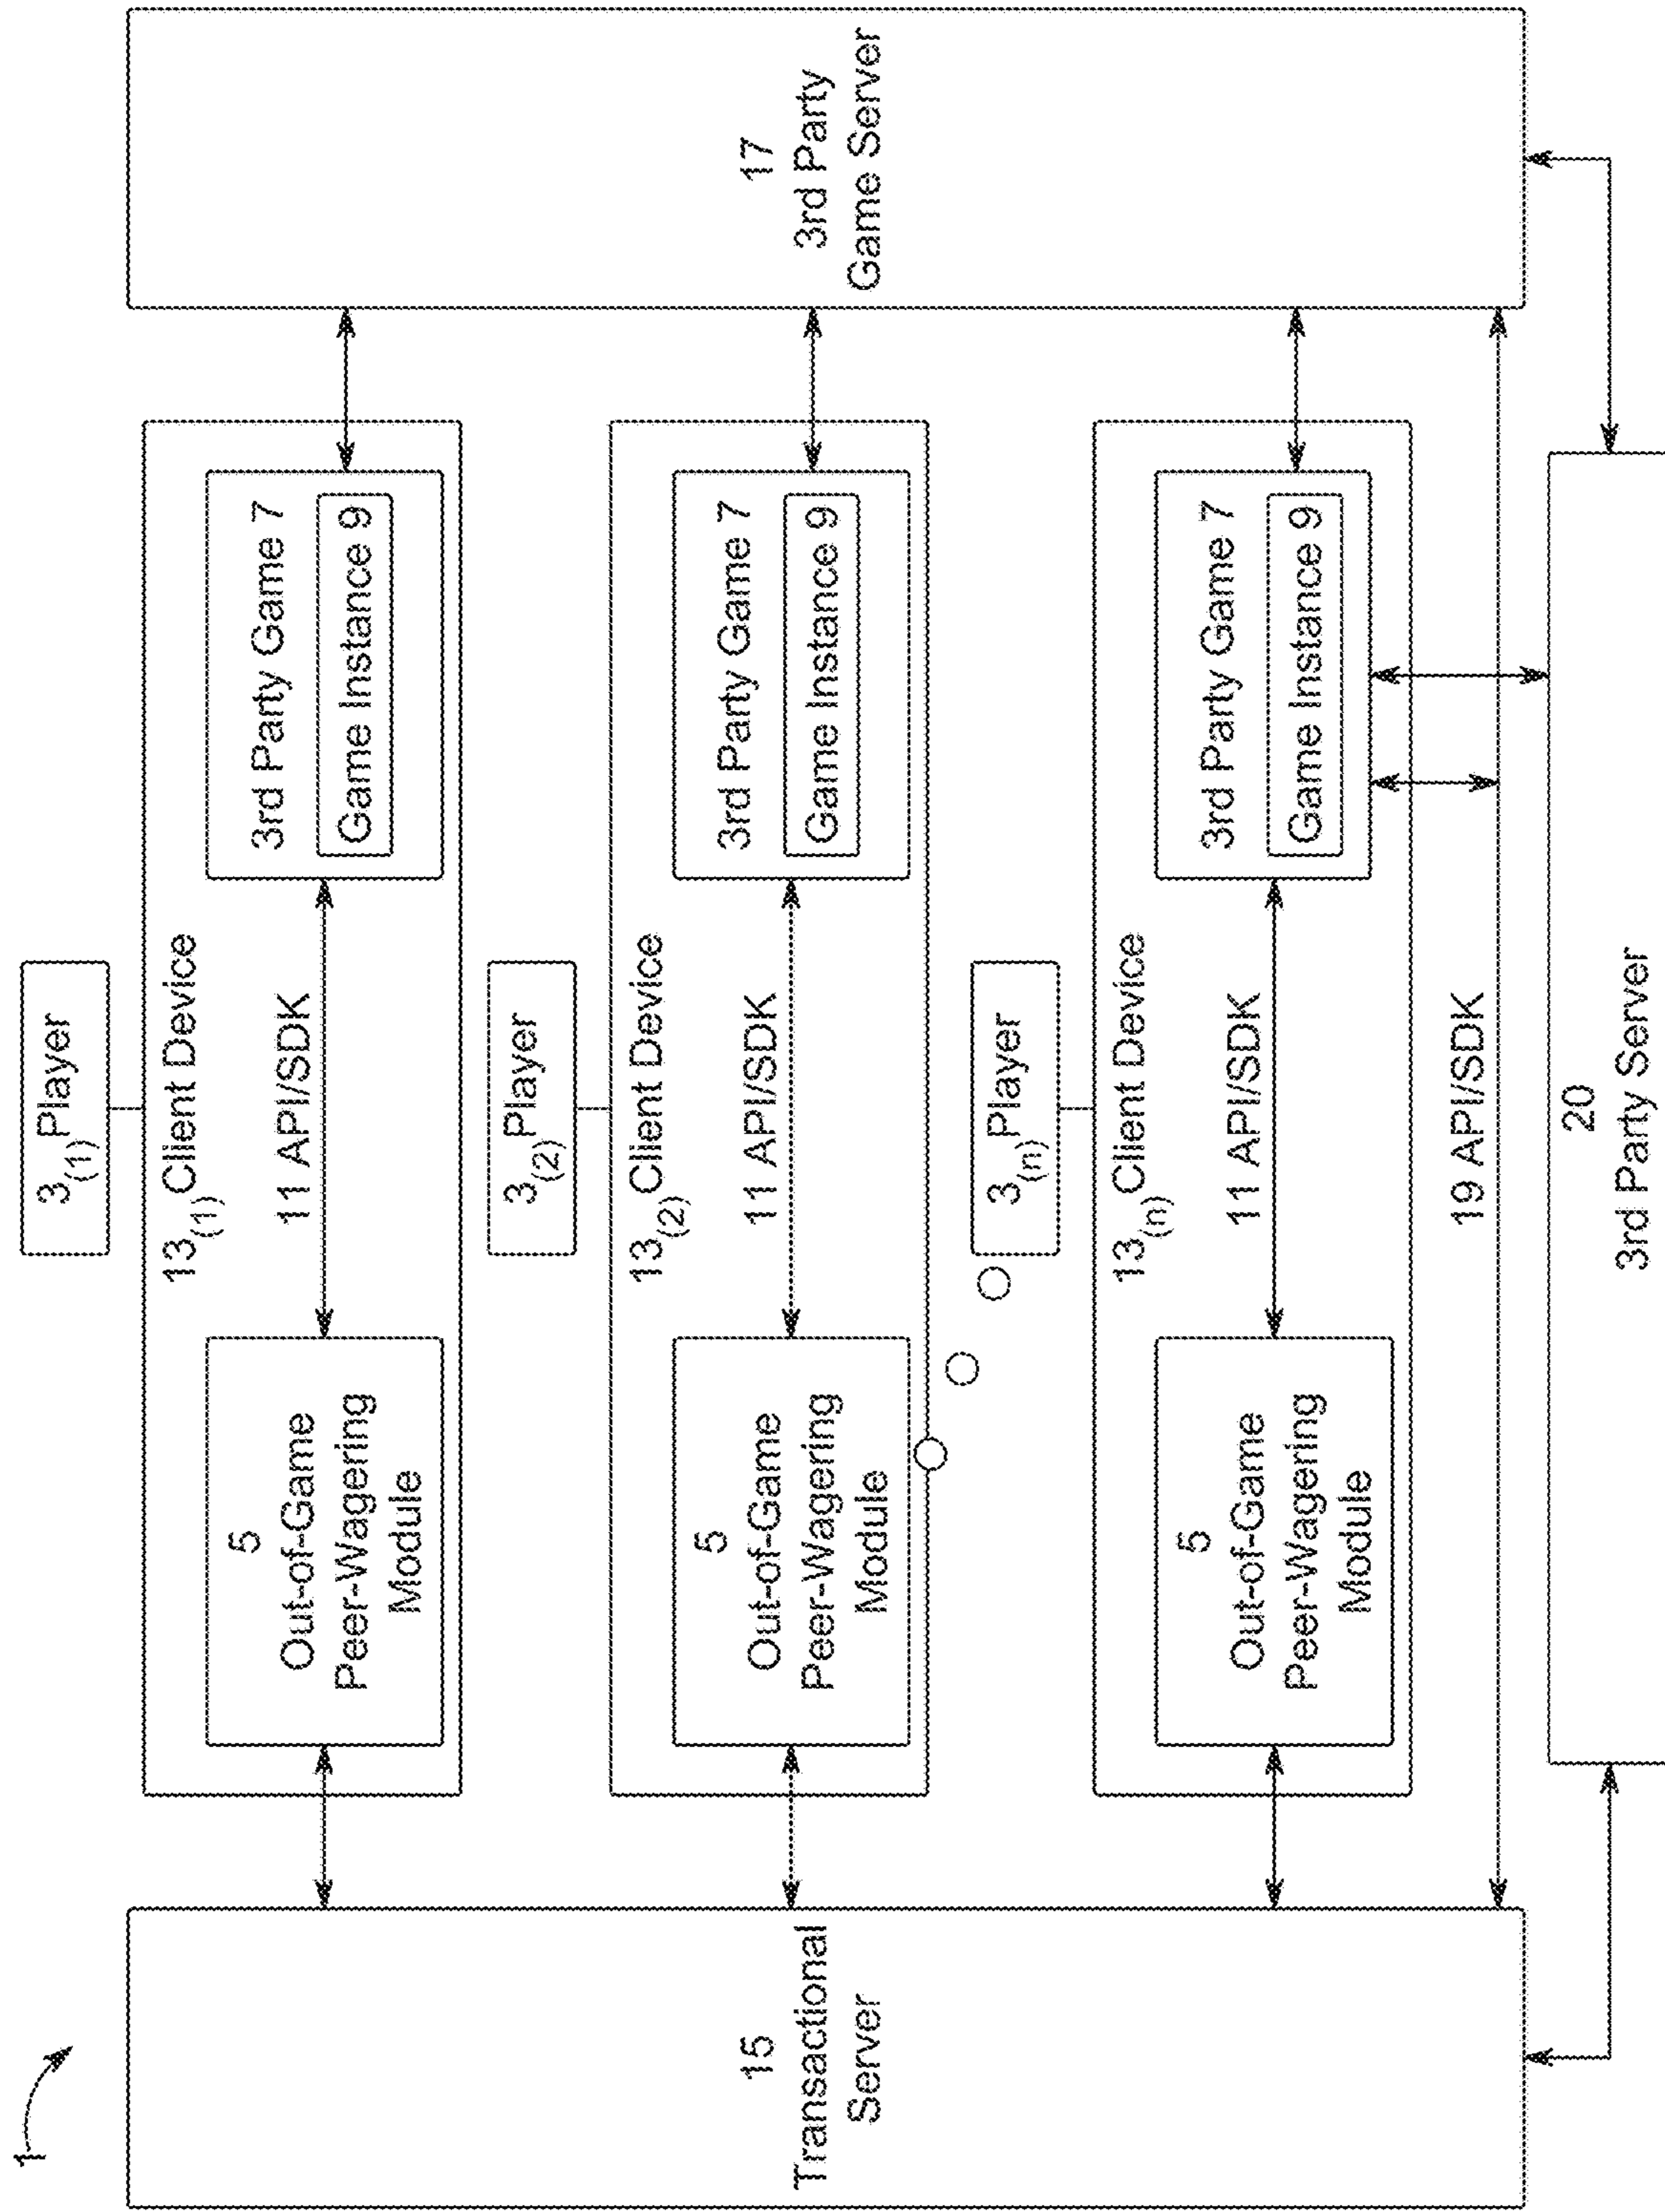 1
3(1) Player
13(1) Client Device
11 API/SDK
5
Out-of-Game
Peer-Wagering
Module
3rd Party Game 7
Game Instance 9
3(2) Player
13(2) Client Device
11 API/SDK
5
Out-of-Game
Peer-Wagering
Module
3rd Party Game 7
Game Instance 9
3(n) Player
13(n) Client Device
11 API/SDK
5
Out-of-Game
Peer-Wagering
Module
3rd Party Game 7
Game Instance 9
15
Transactional
Server
17
3rd Party
Game Server
19 API/SDK
20
3rd Party Server